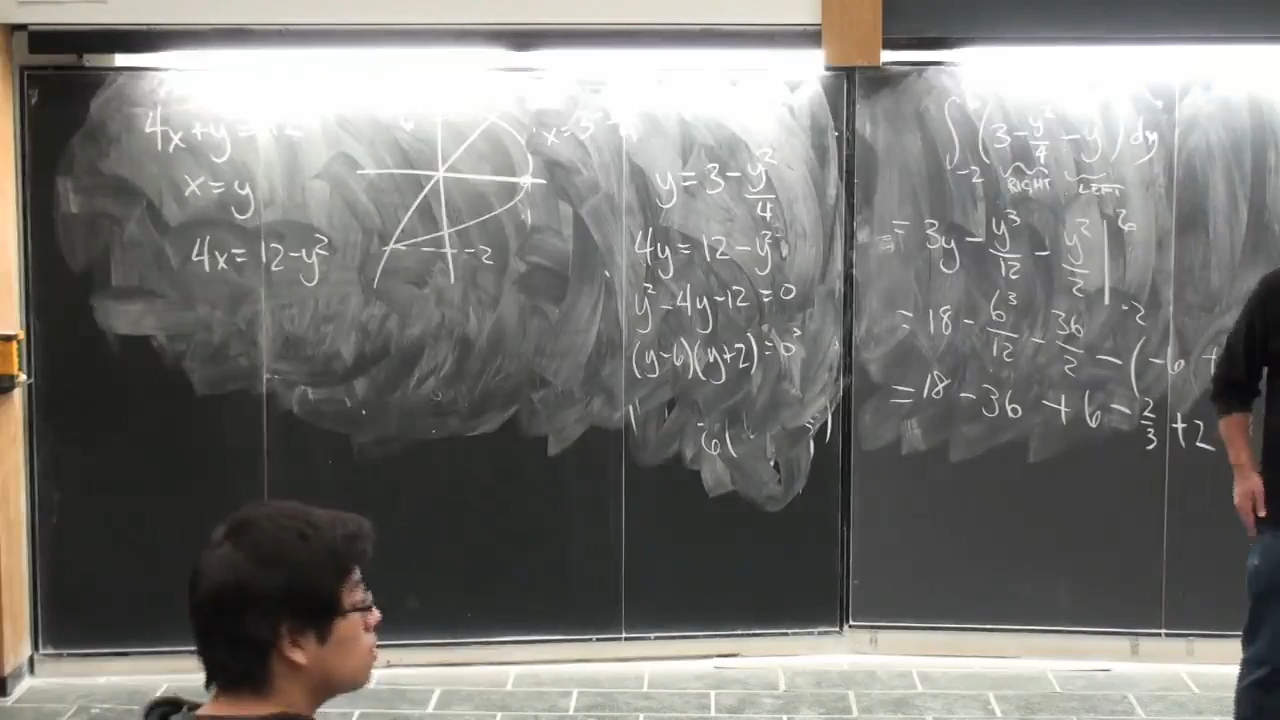 4x+y = 12
x = y
4x = 12-y²
x=3-
-2
y = 3 - y²/4
4y = 12 - y²
y² - 4y - 12 = 0
(y-6)(y+2) = 0
∫ (3 - y²/4 - y) dy
-2
RIGHT LEFT
= 3y - y³/12 - y²/2 | 6
-2
= 18 - 6³/12 - 36/2 - (-6 +
= 18 - 36 + 6 - 2/3 + 2